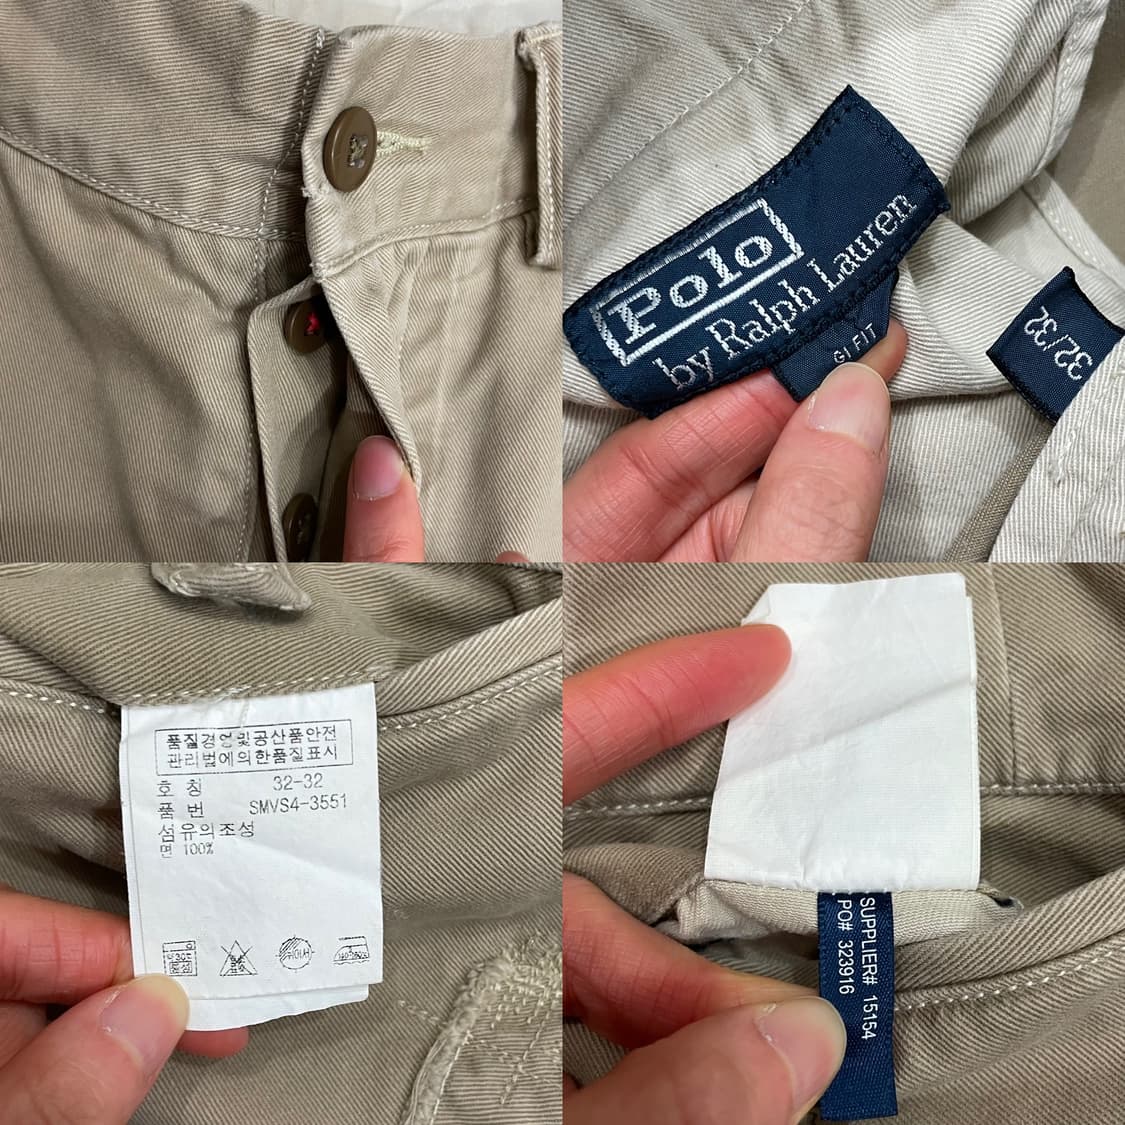 Polo
by Ralph Lauren
GI FIT
32/32
품질경영및공산품안전
관리법에의한품질표시
호 칭 32-32
품 번 SMVS4-3551
섬유의조성
면 100%
SUPPLIER# 15154
PO# 323916